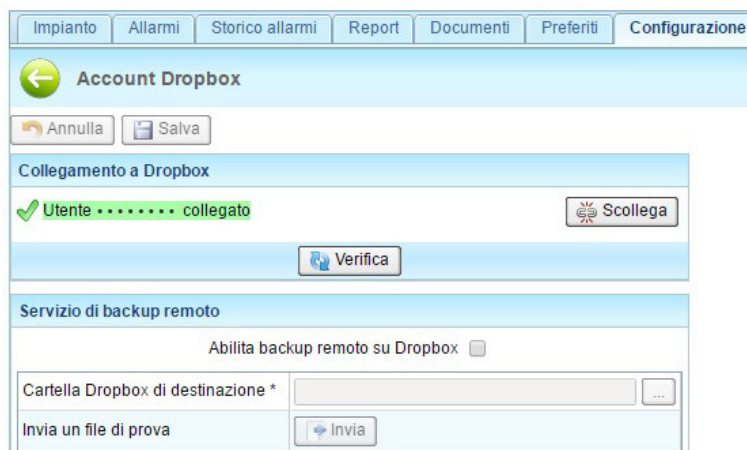 Impianto Allarmi Storico allarmi Report Documenti Preferiti Configurazione
Account Dropbox
Annulla Salva
Collegamento a Dropbox
Utente • • • • • • • • collegato Scollega
Verifica
Servizio di backup remoto
Abilita backup remoto su Dropbox
Cartella Dropbox di destinazione * ...
Invia un file di prova Invia